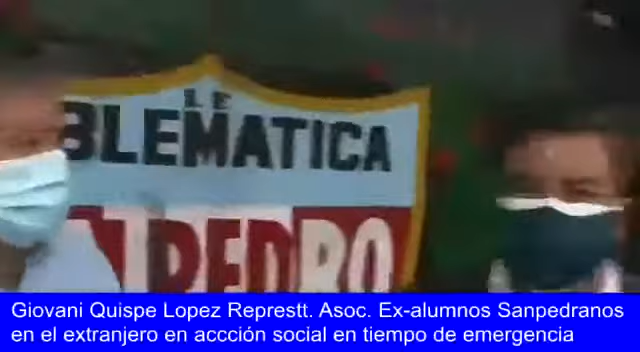 I.E
BLEMATICA
N PEDRO
Giovani Quispe Lopez Represtt. Asoc. Ex-alumnos Sanpedranos
en el extranjero en accción social en tiempo de emergencia